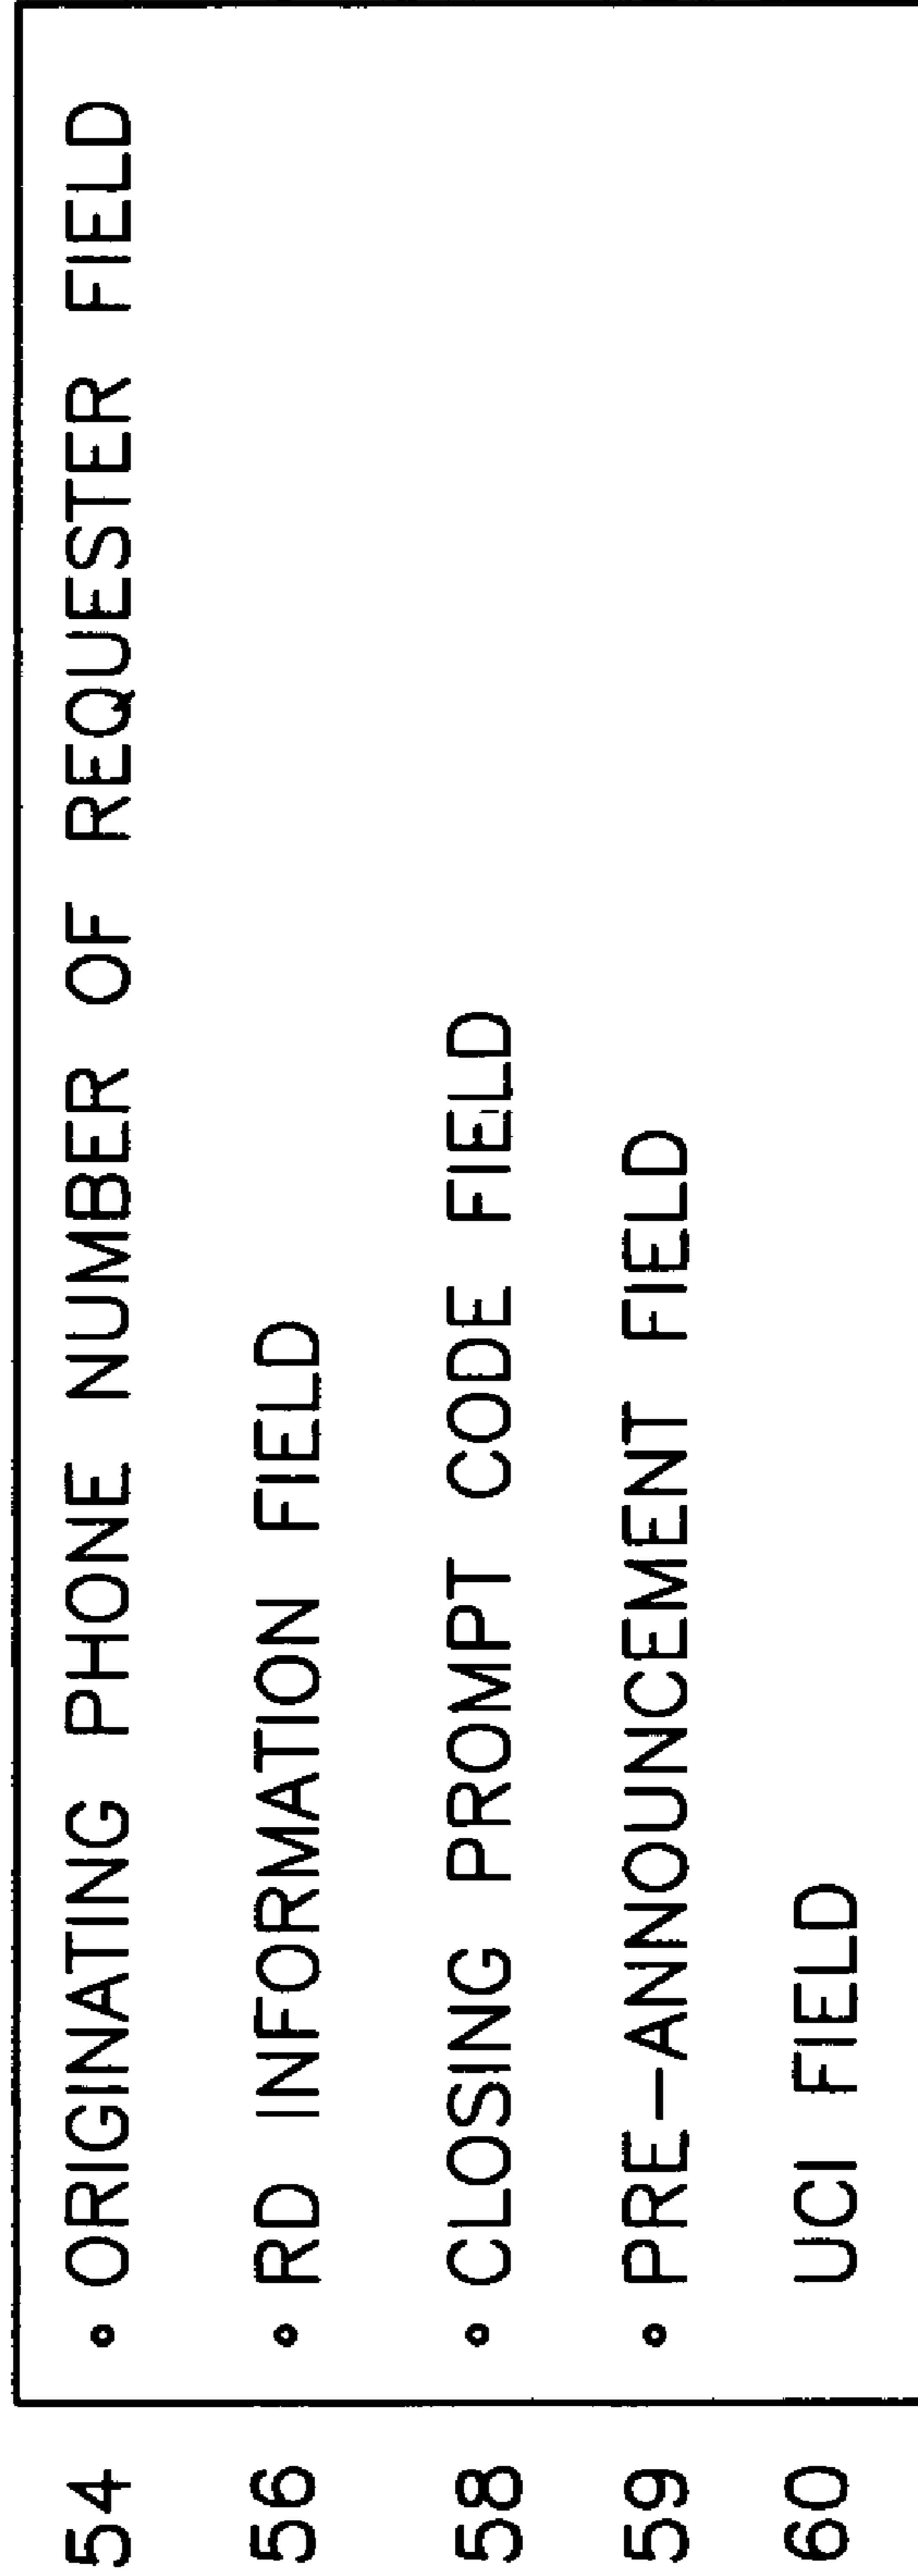 54 • ORIGINATING PHONE NUMBER OF REQUESTER FIELD
56 • RD INFORMATION FIELD
58 • CLOSING PROMPT CODE FIELD
59 • PRE-ANNOUNCEMENT FIELD
60 UCI FIELD